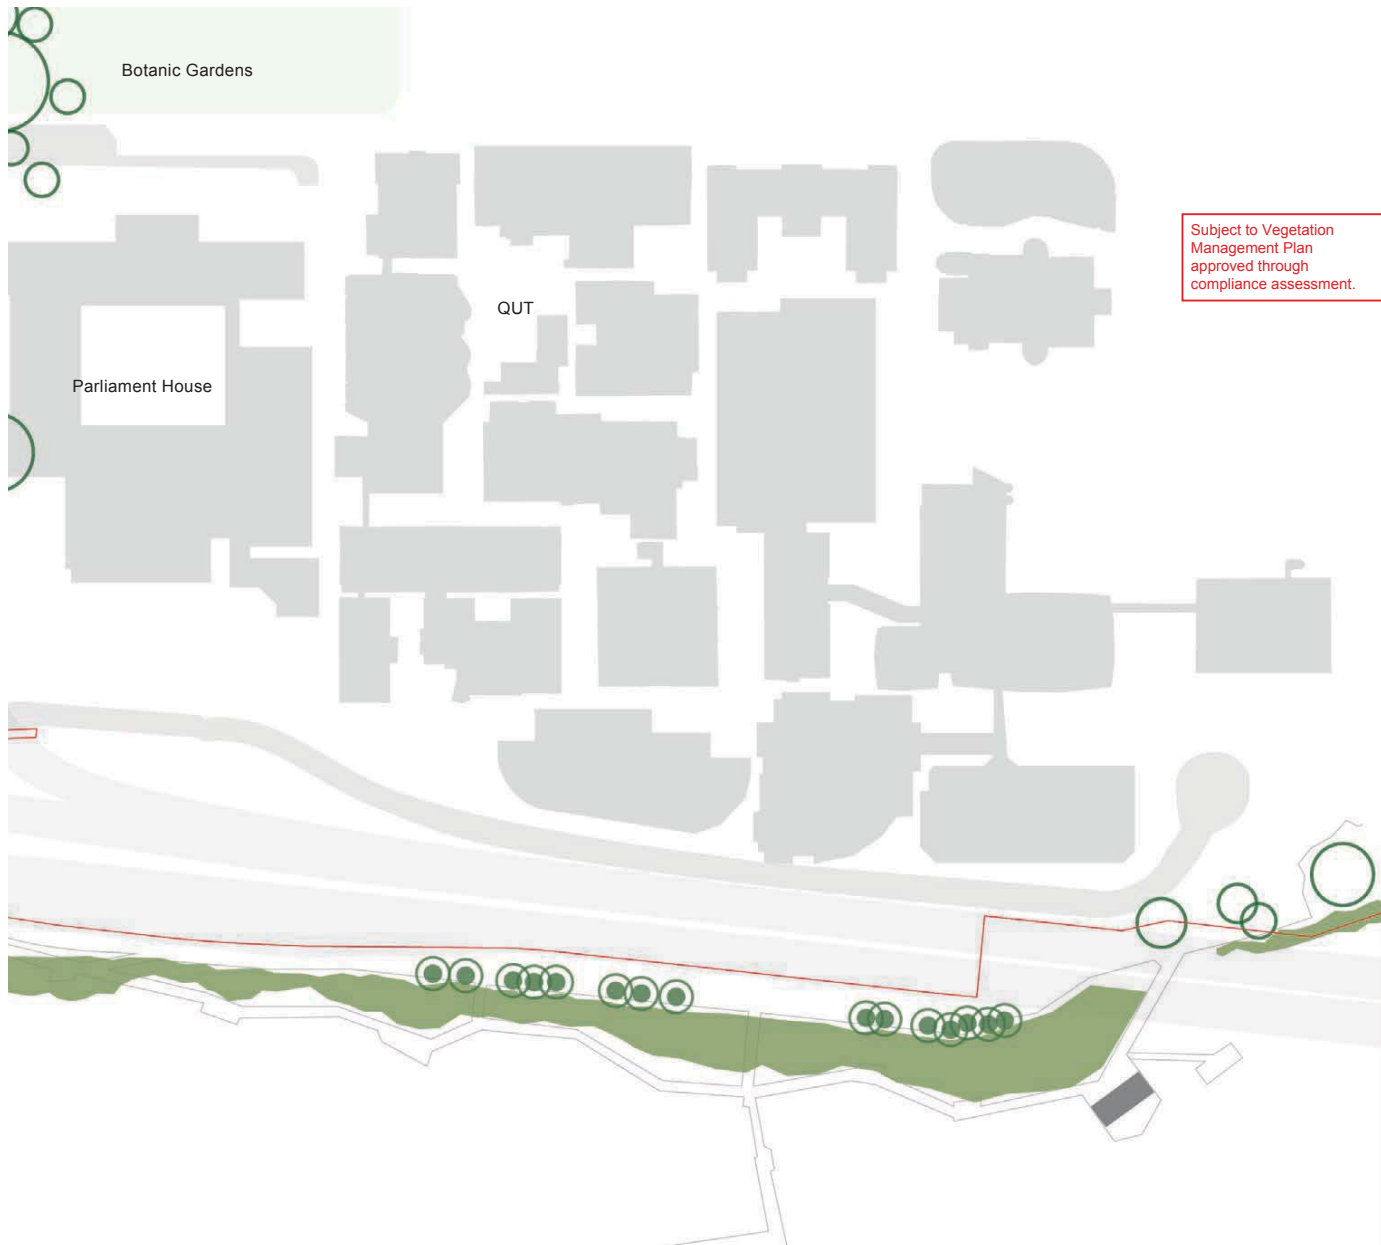 Botanic Gardens
Subject to Vegetation
Management Plan
approved through
compliance assessment.
QUT
Parliament House